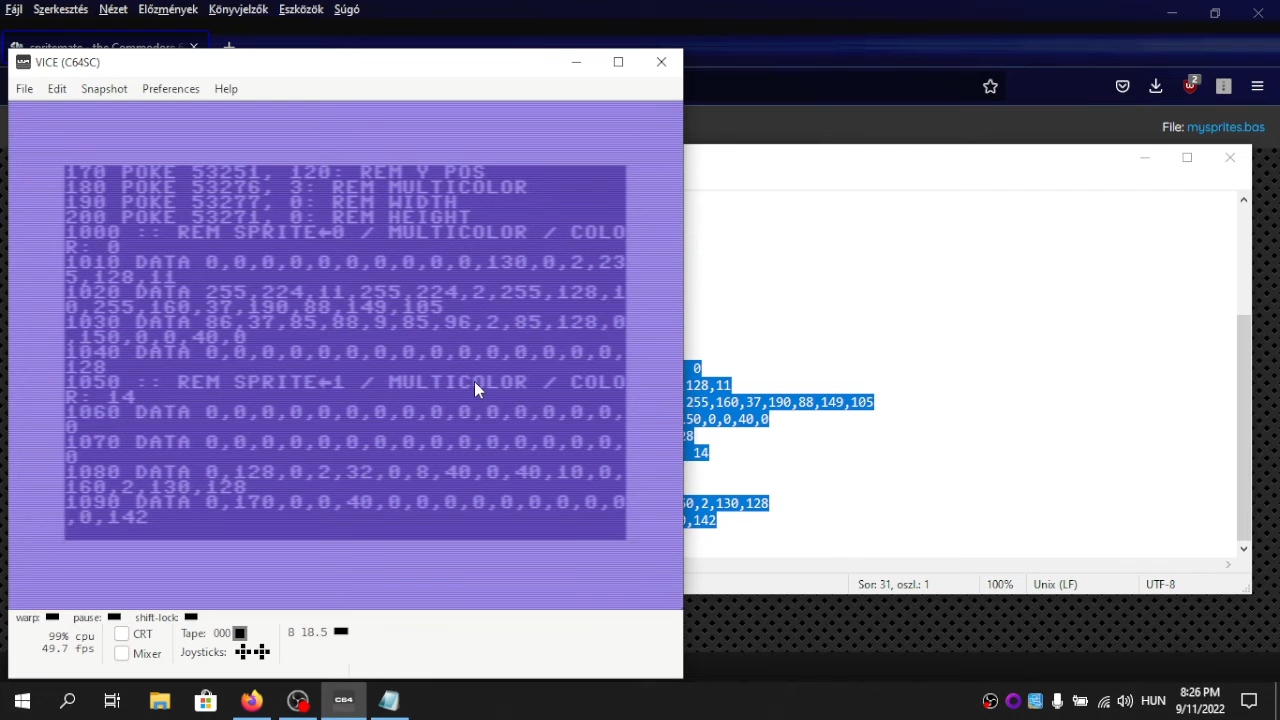 Fájl Szerkesztés Nézet Előzmények Könyvjelzők Eszközök Súgó
spritemate - the Commodore
VICE (C64SC)
File Edit Snapshot Preferences Help
2
File: mysprites.bas
170 POKE 53251, 120: REM Y POS
180 POKE 53276, 3: REM MULTICOLOR
190 POKE 53277, 0: REM WIDTH
200 POKE 53271, 0: REM HEIGHT
1000 :: REM SPRITE←0 / MULTICOLOR / COLO
R: 0
1010 DATA 0,0,0,0,0,0,0,0,0,0,130,0,2,23
5,128,11
1020 DATA 255,224,11,255,224,2,255,128,1
0,255,160,37,190,88,149,105
1030 DATA 86,37,85,88,9,85,96,2,85,128,0
,150,0,0,40,0
1040 DATA 0,0,0,0,0,0,0,0,0,0,0,0,0,0,0,
128
1050 :: REM SPRITE←1 / MULTICOLOR / COLO
R: 14
1060 DATA 0,0,0,0,0,0,0,0,0,0,0,0,0,0,0,
0
1070 DATA 0,0,0,0,0,0,0,0,0,0,0,0,0,0,0,
0
1080 DATA 0,128,0,2,32,0,8,40,0,40,10,0,
160,2,130,128
1090 DATA 0,170,0,0,40,0,0,0,0,0,0,0,0,0
,0,142
0
128,11
255,160,37,190,88,149,105
50,0,0,40,0
28
14
60,2,130,128
0,142
warp: pause: shift-lock:
99% cpu
49.7 fps
CRT
Mixer
Tape: 000
Joysticks:
8 18.5
Sor: 31, oszl.: 1 100% Unix (LF) UTF-8
C64
HUN
8:26 PM
9/11/2022